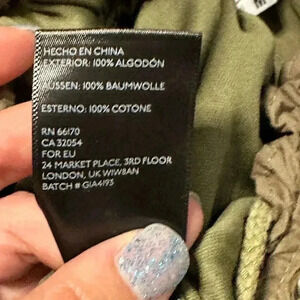 HECHO EN CHINA
EXTERIOR: 100% ALGODÓN
AUSSEN: 100% BAUMWOLLE
ESTERNO: 100% COTONE
RN 66170
CA 32054
FOR EU
24 MARKET PLACE, 3RD FLOOR
LONDON, UK W1W8AN
BATCH # GIA4193
M